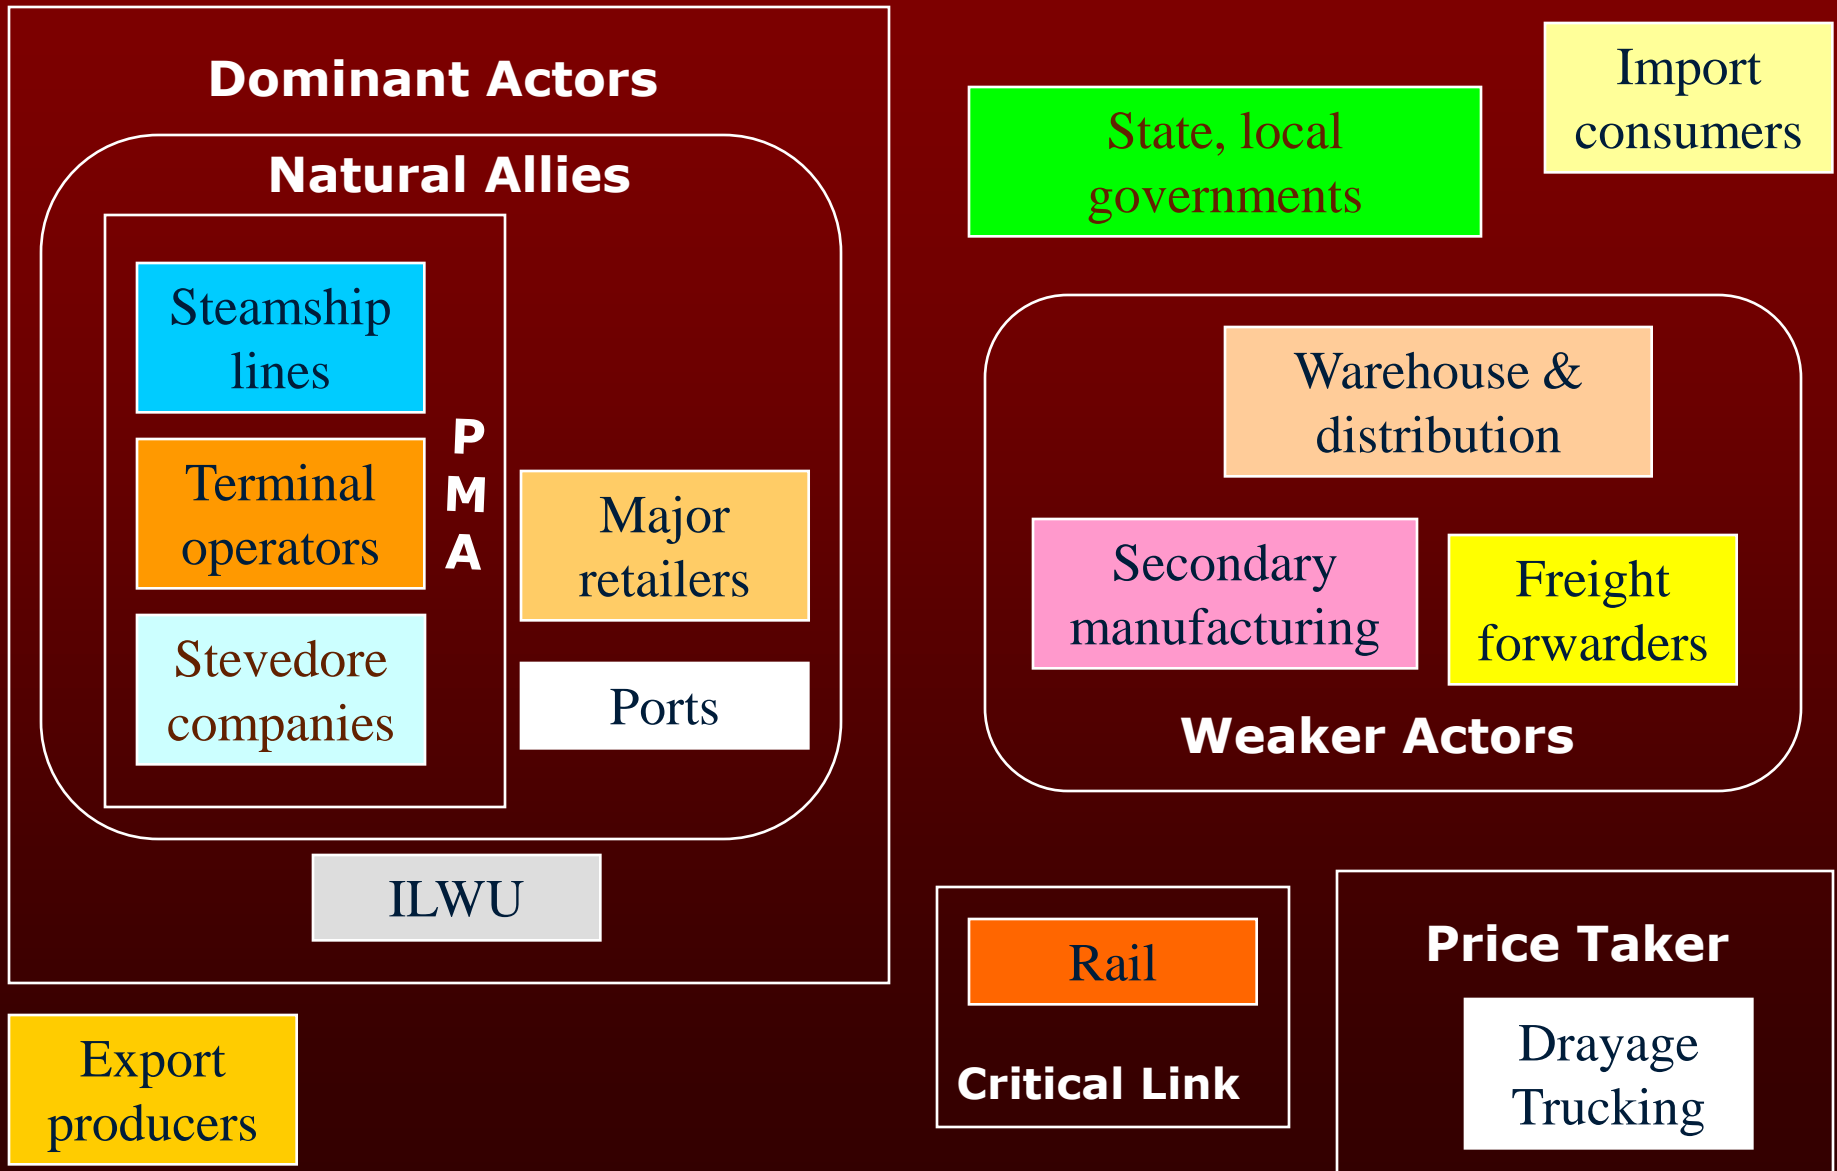 Dominant Actors
Natural Allies
Steamship
lines
Terminal
operators
Stevedore
companies
P
M
A
Major
retailers
Ports
ILWU
Export
producers
State, local
governments
Import
consumers
Warehouse &
distribution
Secondary
manufacturing
Freight
forwarders
Weaker Actors
Rail
Critical Link
Price Taker
Drayage
Trucking